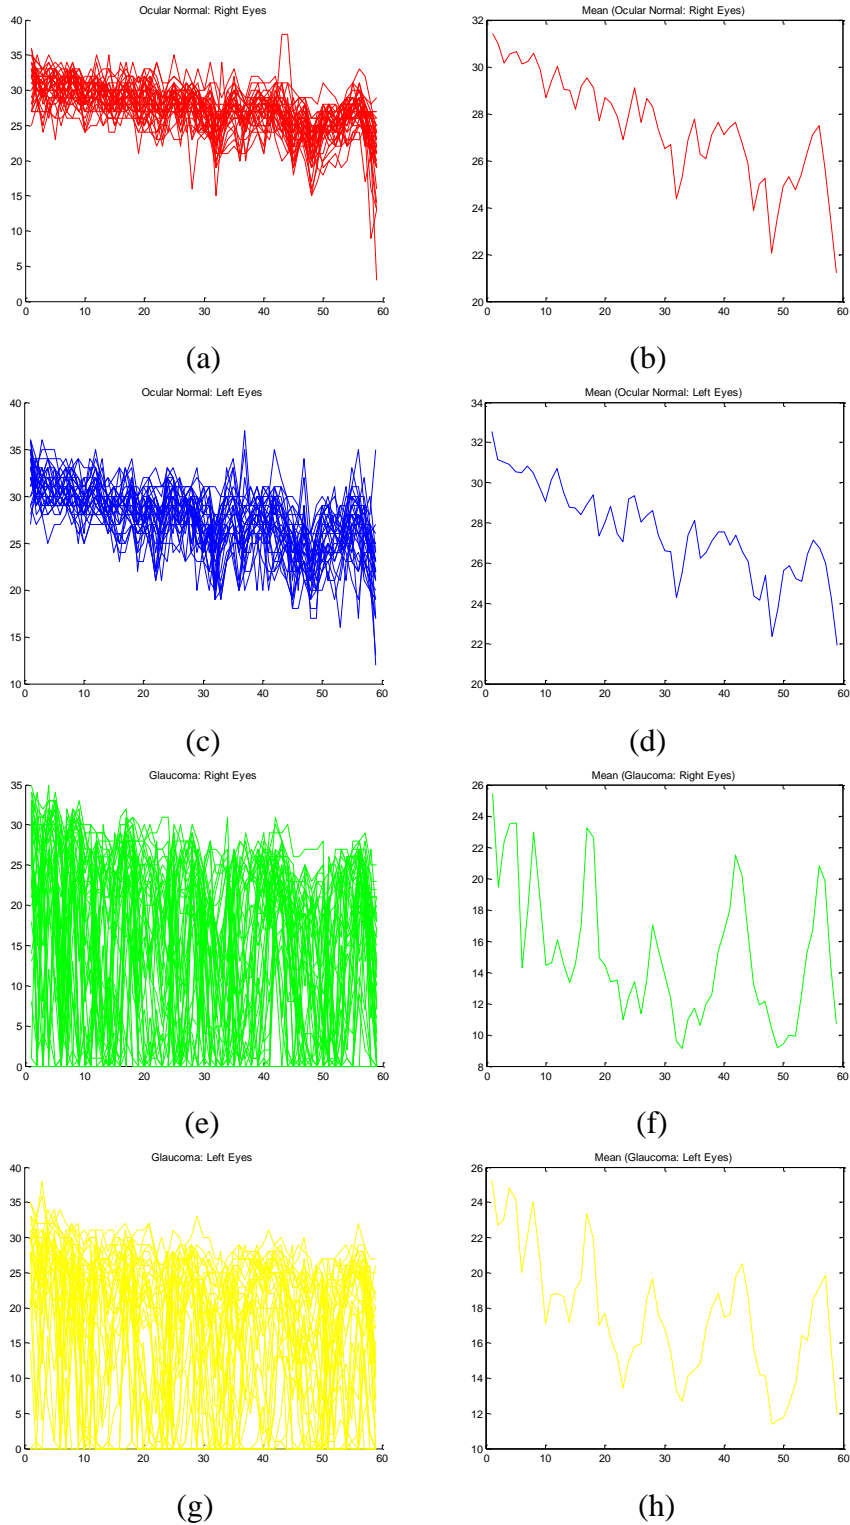 Ocular Normal: Right Eyes
40
35
30
25
20
15
10
5
0
0 10 20 30 40 50 60
(a)
Mean (Ocular Normal: Right Eyes)
32
30
28
26
24
22
20
0 10 20 30 40 50 60
(b)
Ocular Normal: Left Eyes
40
35
30
25
20
15
10
0 10 20 30 40 50 60
(c)
Mean (Ocular Normal: Left Eyes)
34
32
30
28
26
24
22
20
0 10 20 30 40 50 60
(d)
Glaucoma: Right Eyes
35
30
25
20
15
10
5
0
0 10 20 30 40 50 60
(e)
Mean (Glaucoma: Right Eyes)
26
24
22
20
18
16
14
12
10
8
0 10 20 30 40 50 60
(f)
Glaucoma: Left Eyes
40
35
30
25
20
15
10
5
0
0 10 20 30 40 50 60
(g)
Mean (Glaucoma: Left Eyes)
26
24
22
20
18
16
14
12
10
0 10 20 30 40 50 60
(h)